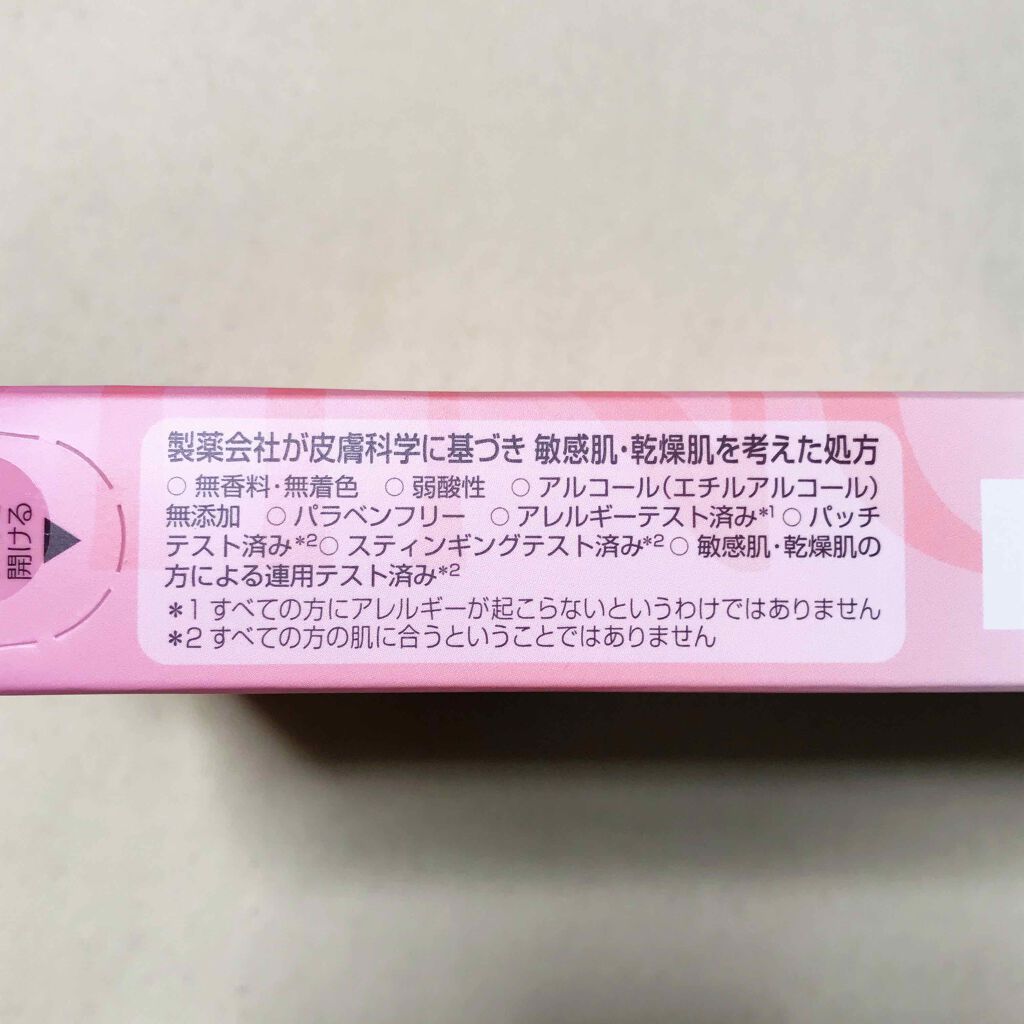 製薬会社が皮膚科学に基づき 敏感肌・乾燥肌を考えた処方
○ 無香料・無着色 ○ 弱酸性 ○ アルコール(エチルアルコール)
無添加 ○ パラベンフリー ○ アレルギーテスト済み*1 ○ パッチ
テスト済み*2○ スティンギングテスト済み*2 ○ 敏感肌・乾燥肌の
方による連用テスト済み*2
*1 すべての方にアレルギーが起こらないというわけではありません
*2 すべての方の肌に合うということではありません
開ける